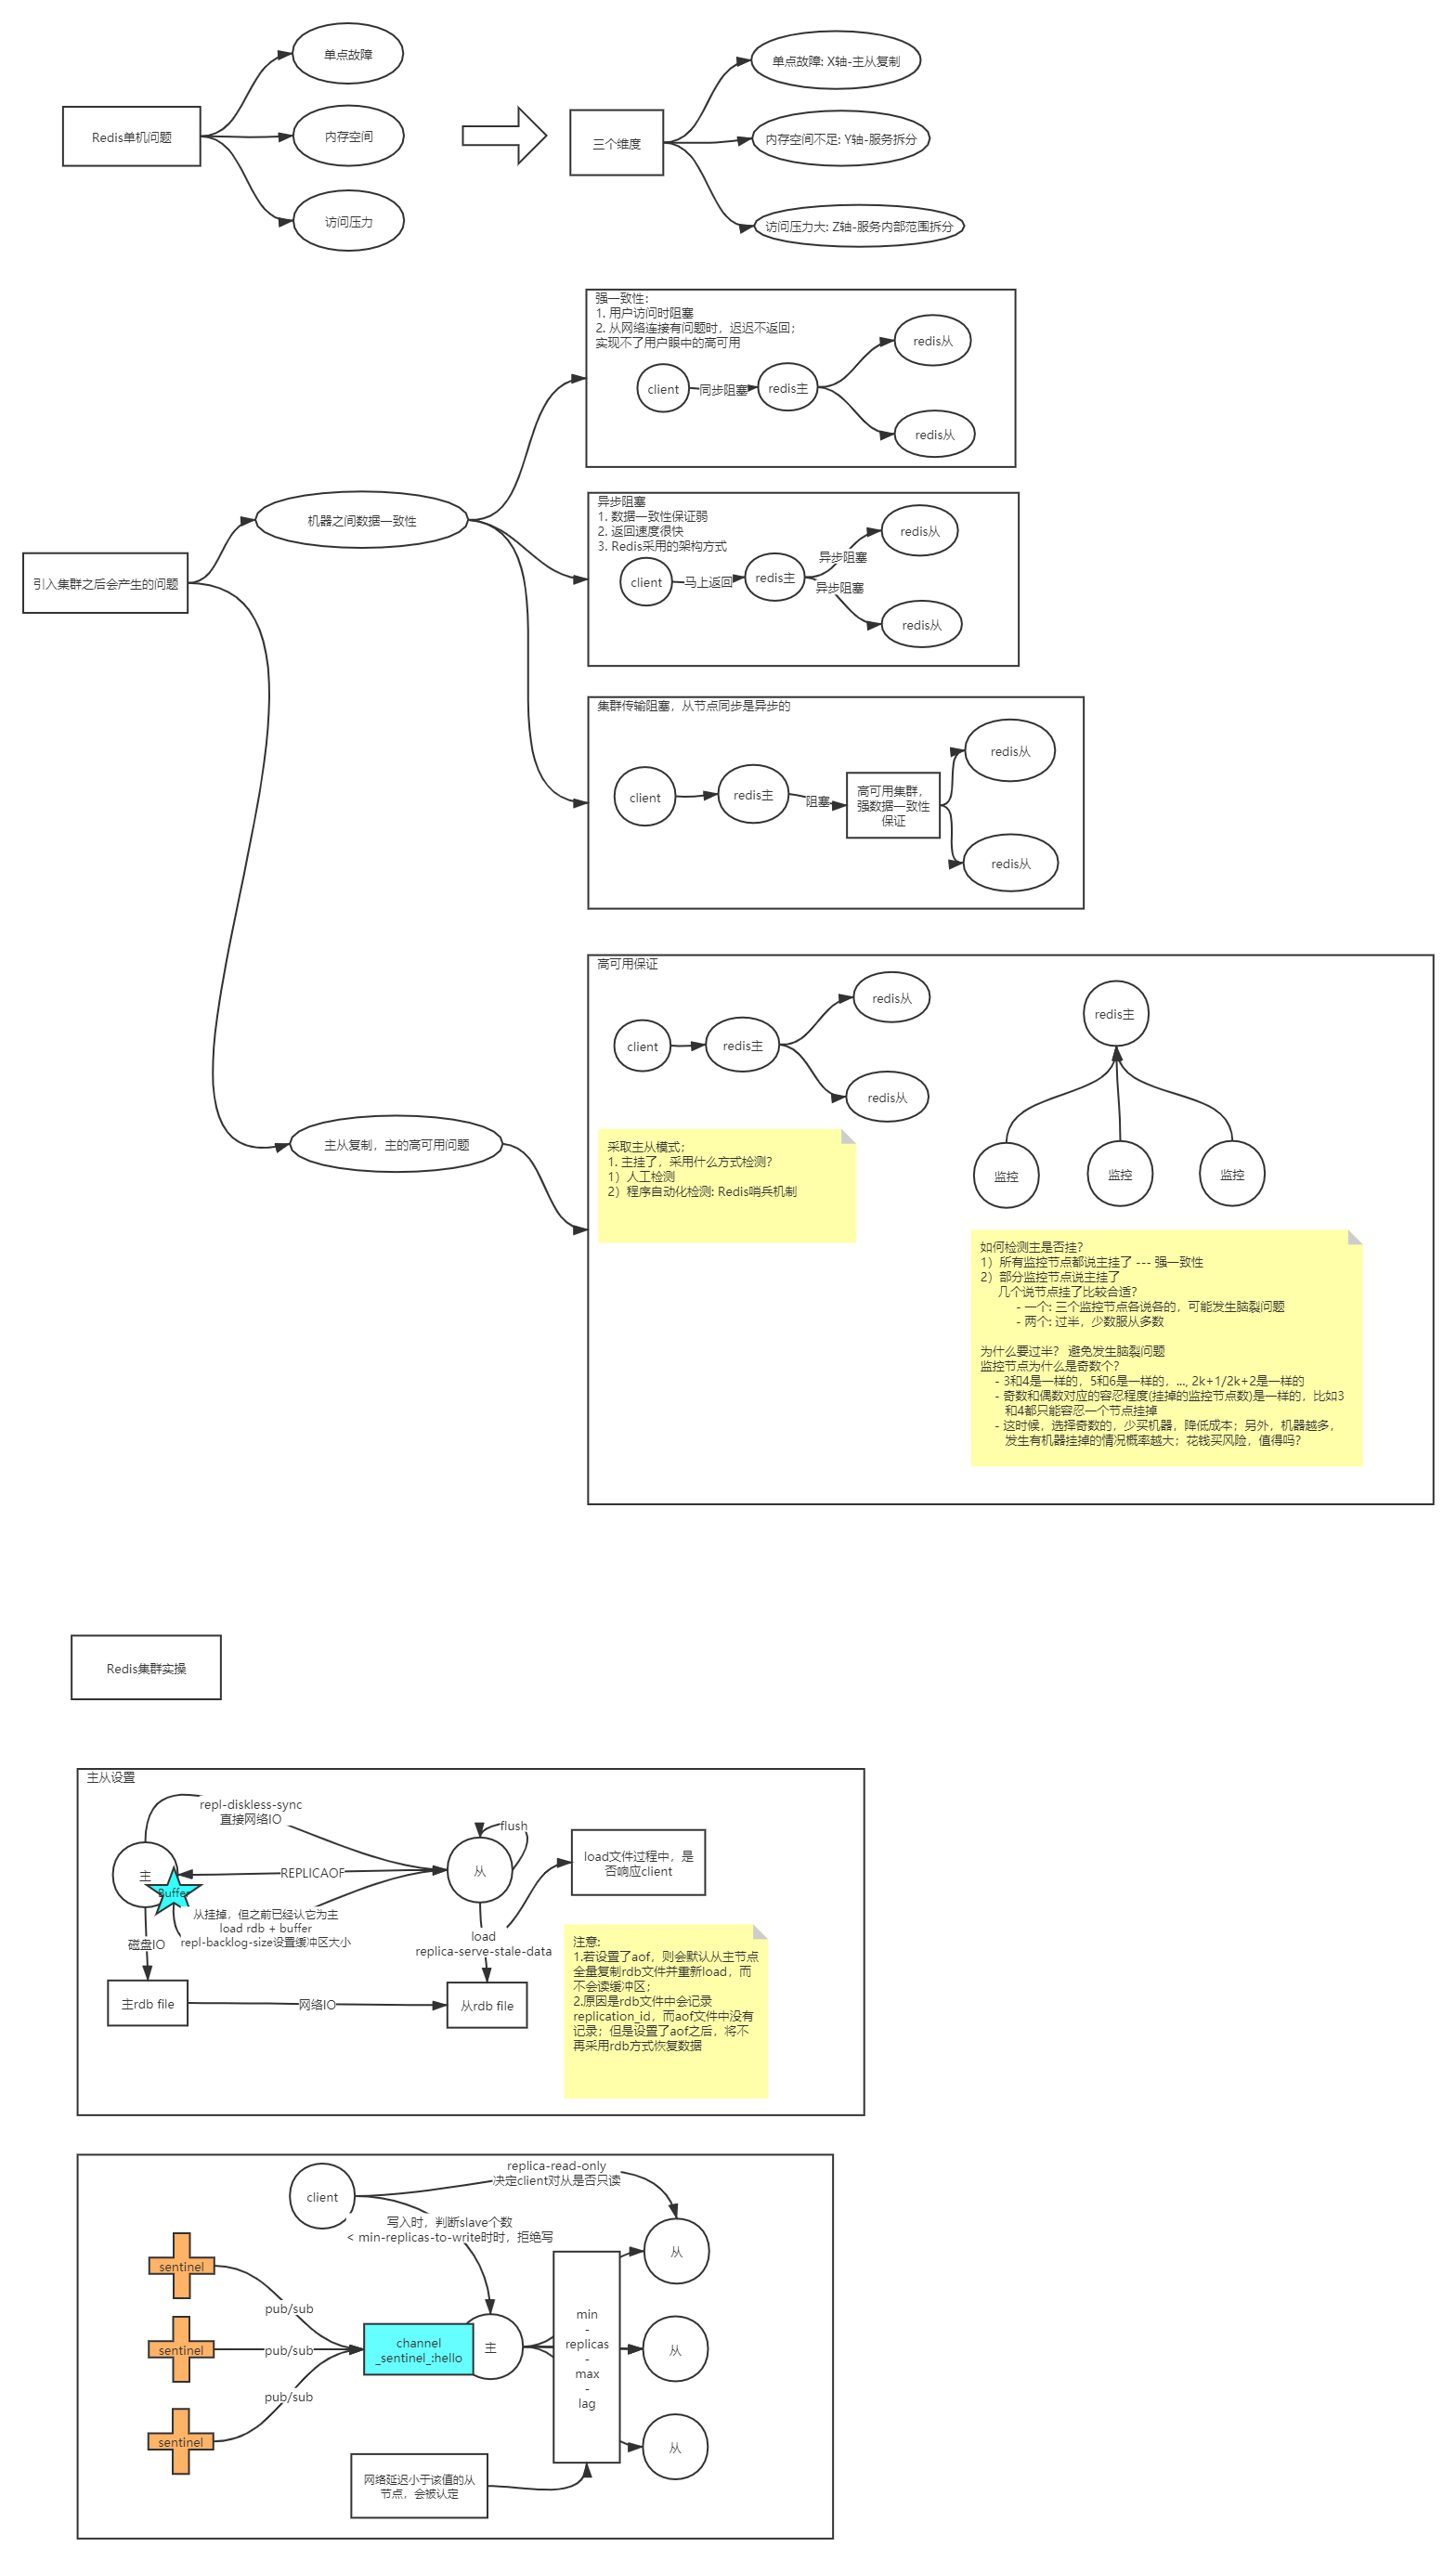 Redis单机问题
单点故障
内存空间
访问压力
三个维度
单点故障: X轴-主从复制
内存空间不足: Y轴-服务拆分
访问压力大: Z轴-服务内部范围拆分
引入集群之后会产生的问题
机器之间数据一致性
强一致性:
1. 用户访问时阻塞
2. 从网络连接有问题时，迟迟不返回;
实现不了用户眼中的高可用
client
同步阻塞
redis主
redis从
redis从
异步阻塞
1. 数据一致性保证弱
2. 返回速度很快
3. Redis采用的架构方式
client
马上返回
redis主
异步阻塞
异步阻塞
redis从
redis从
集群传输阻塞，从节点同步是异步的
client
redis主
阻塞
高可用集群，
强数据一致性
保证
redis从
redis从
主从复制，主的高可用问题
高可用保证
client
redis主
redis从
redis从
redis主
监控
监控
监控
采取主从模式;
1. 主挂了，采用什么方式检测?
1）人工检测
2）程序自动化检测: Redis哨兵机制
如何检测主是否挂?
1）所有监控节点都说主挂了 --- 强一致性
2）部分监控节点说主挂了
几个说节点挂了比较合适?
- 一个: 三个监控节点各说各的，可能发生脑裂问题
- 两个: 过半，少数服从多数
为什么要过半? 避免发生脑裂问题
监控节点为什么是奇数个?
- 3和4是一样的，5和6是一样的，..., 2k+1/2k+2是一样的
- 奇数和偶数对应的容忍程度(挂掉的监控节点数)是一样的，比如3
和4都只能容忍一个节点挂掉
- 这时候，选择奇数的，少买机器，降低成本；另外，机器越多，
发生有机器挂掉的情况概率越大；花钱买风险，值得吗?
Redis集群实操
主从设置
repl-diskless-sync
直接网络IO
主
Buffer
REPLICAOF
从
flush
从挂掉，但之前已经认它为主
load rdb + buffer
repl-backlog-size设置缓冲区大小
磁盘IO
主rdb file
网络IO
load
replica-serve-stale-data
从rdb file
load文件过程中，是
否响应client
注意:
1.若设置了aof，则会默认从主节点
全量复制rdb文件并重新load，而
不会读缓冲区；
2.原因是rdb文件中会记录
replication_id，而aof文件中没有
记录；但是设置了aof之后，将不
再采用rdb方式恢复数据
client
replica-read-only
决定client对从是否只读
写入时，判断slave个数
< min-replicas-to-write时时，拒绝写
sentinel
sentinel
sentinel
pub/sub
pub/sub
pub/sub
channel
_sentinel_:hello
主
min
-
replicas
-
max
-
lag
从
从
从
网络延迟小于该值的从
节点，会被认定